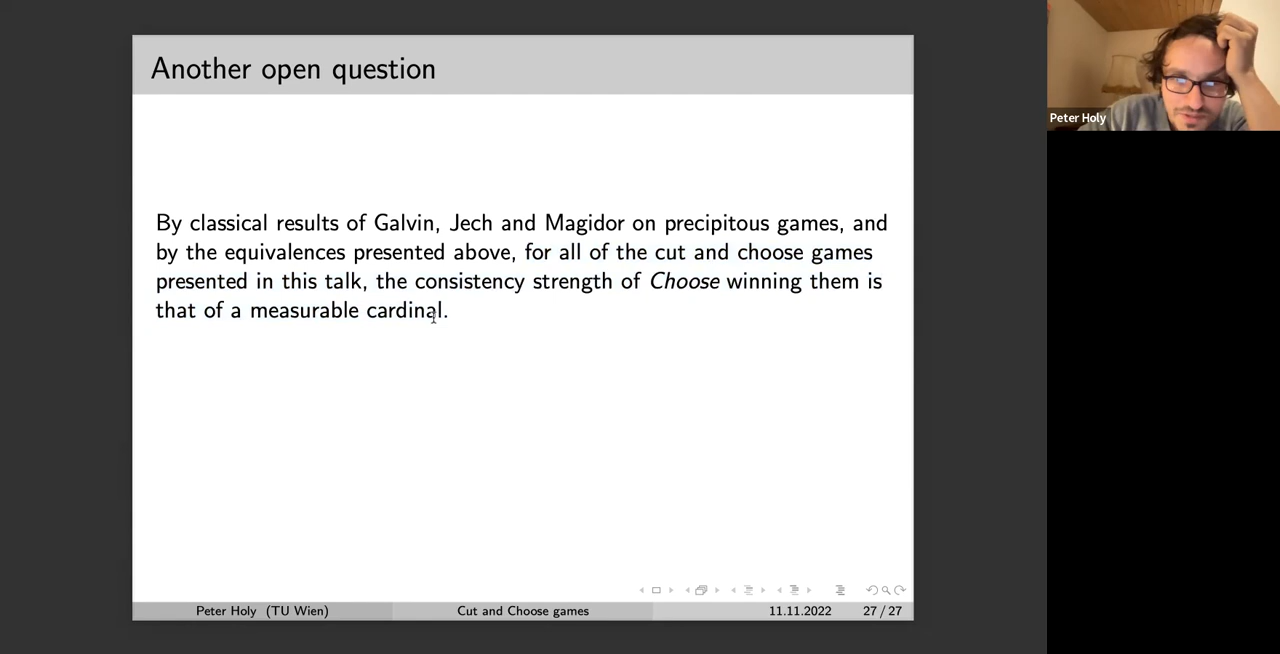 Another open question
By classical results of Galvin, Jech and Magidor on precipitous games, and
by the equivalences presented above, for all of the cut and choose games
presented in this talk, the consistency strength of Choose winning them is
that of a measurable cardinal.
Peter Holy (TU Wien) Cut and Choose games 11.11.2022 27 / 27
Peter Holy